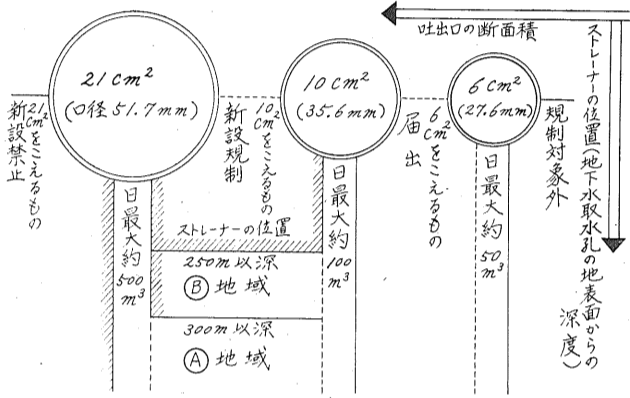 吐出口の断面積
ストレーナーの位置(地下水取水孔の地表面からの深度)
21cm²
(口径51.7mm)
10cm²
(35.6mm)
6cm²
(27.6mm)
21cm²をこえるもの
新設禁止
10cm²をこえるもの
新設規制
6cm²をこえるもの
届出
規制対象外
日最大約500m³
日最大約100m³
日最大約50m³
ストレーナーの位置
250m以深
Ⓑ地域
300m以深
Ⓐ地域